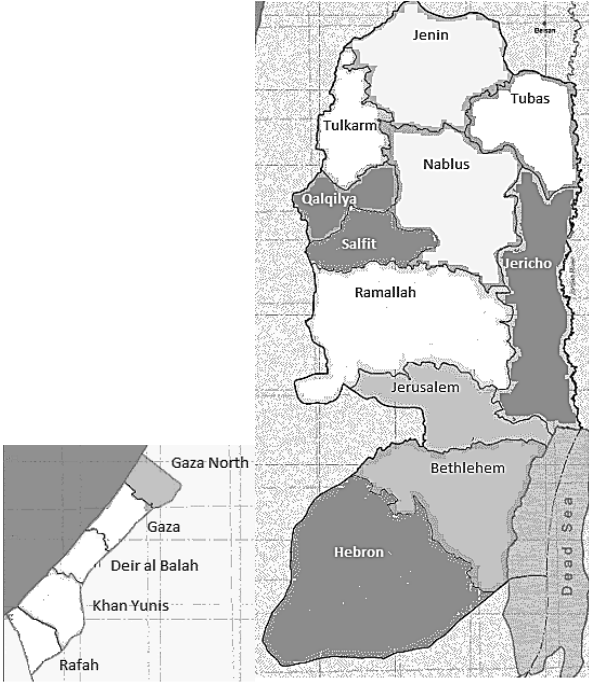 Jenin
Beisan
Tubas
Tulkarm
Nablus
Qalqilya
Salfit
Jericho
Ramallah
Jerusalem
Gaza North
Bethlehem
Gaza
Dead Sea
Hebron
Deir al Balah
Khan Yunis
Rafah